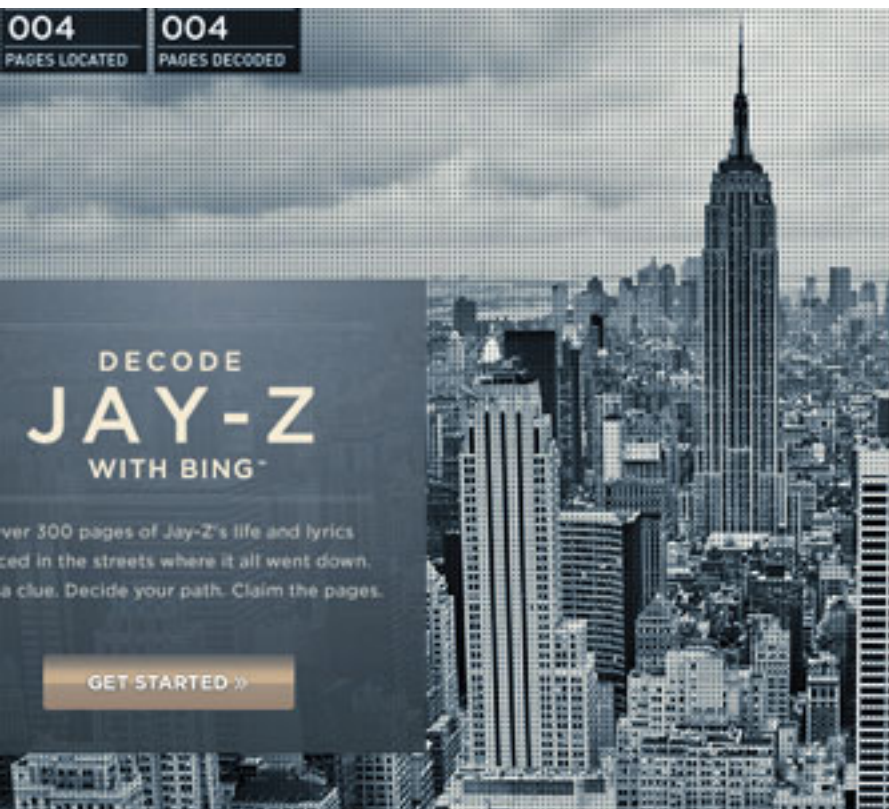 004 004
PAGES LOCATED PAGES DECODED
DECODE
JAY-Z
WITH BING™
ver 300 pages of Jay-Z's life and lyrics
ced in the streets where it all went down.
a clue. Decide your path. Claim the pages.
GET STARTED »